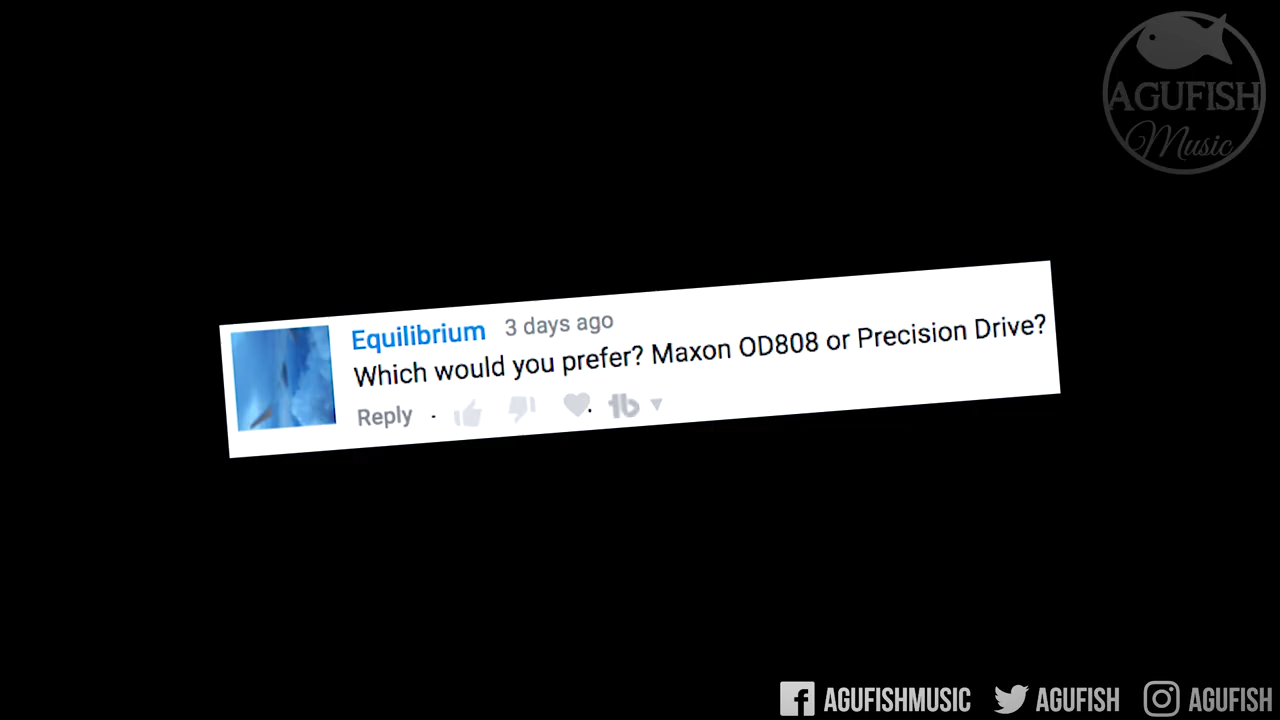 AGUFISH
Music
Equilibrium 3 days ago
Which would you prefer? Maxon OD808 or Precision Drive?
Reply
AGUFISHMUSIC AGUFISH AGUFISH